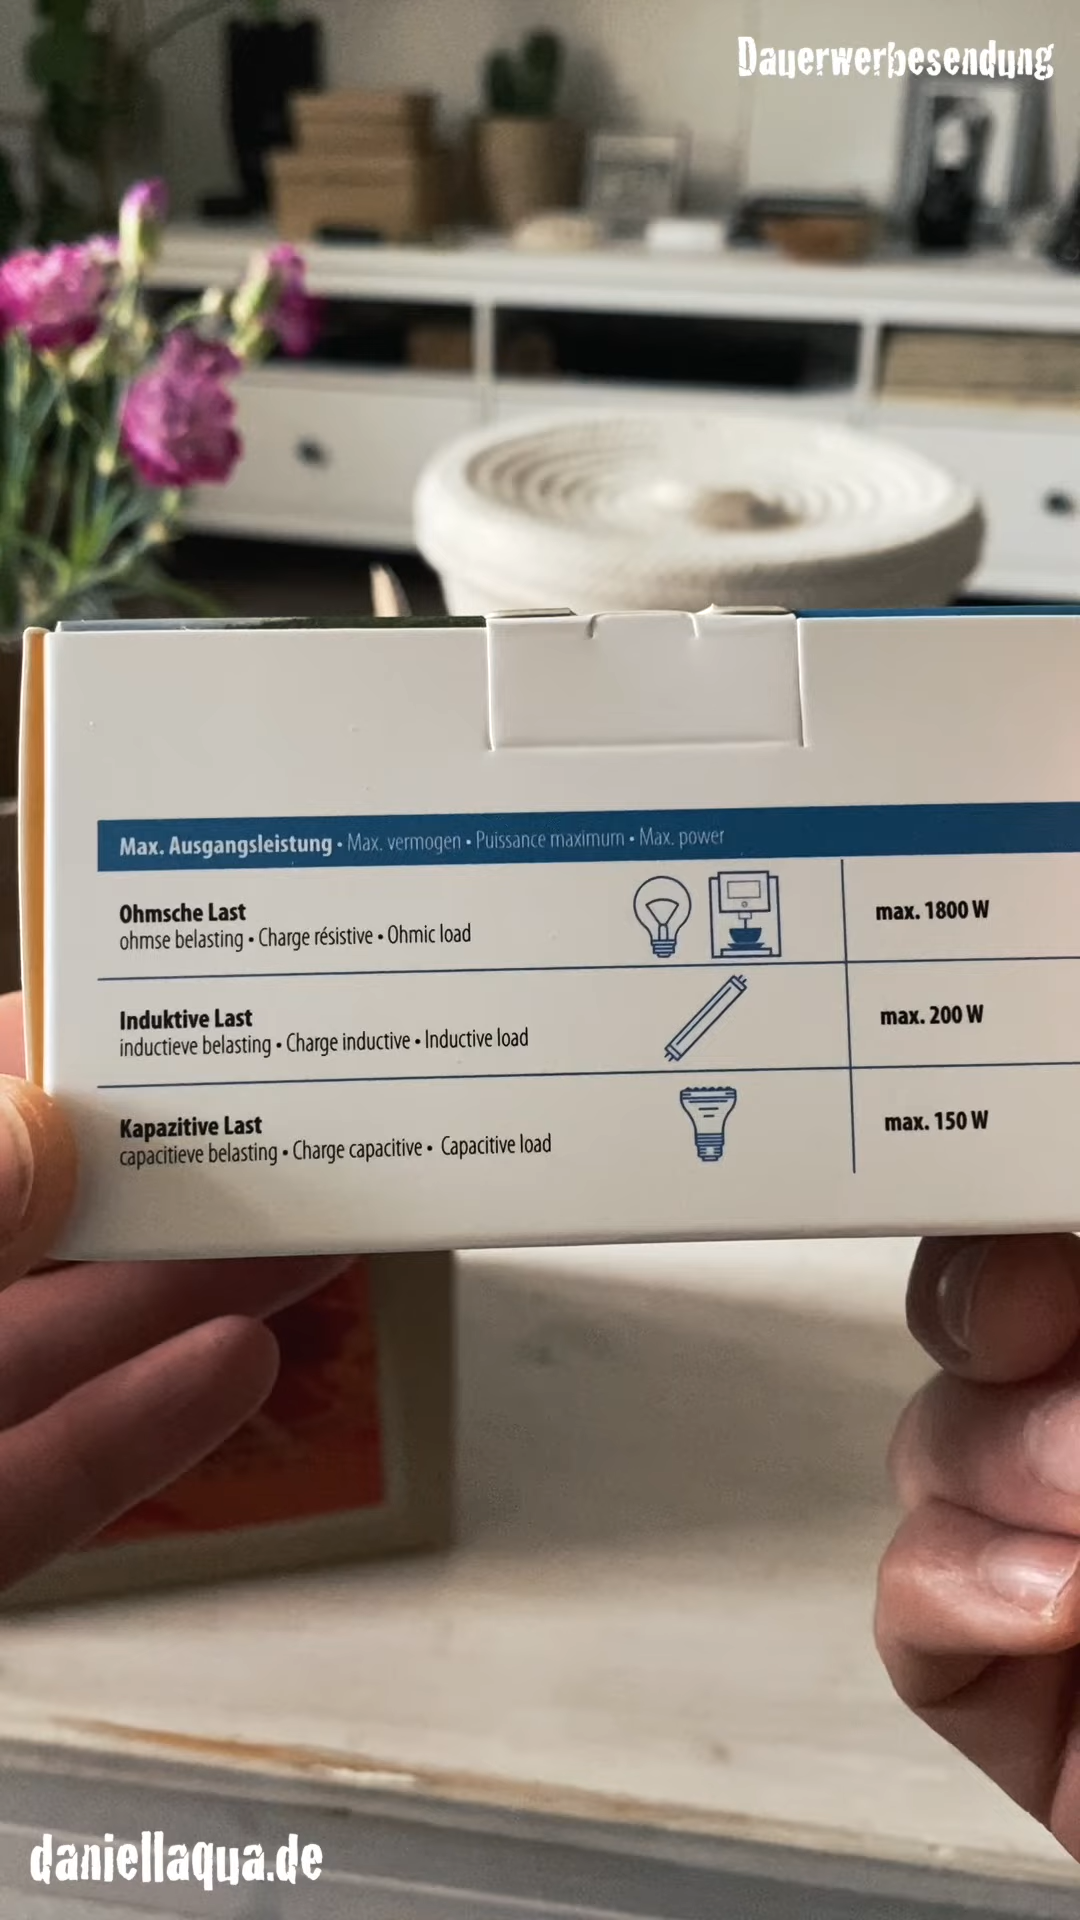 Dauerwerbesendung
Max. Ausgangsleistung • Max. vermogen • Puissance maximum • Max. power
Ohmsche Last
ohmse belasting • Charge résistive • Ohmic load
max. 1800 W
Induktive Last
inductieve belasting • Charge inductive • Inductive load
max. 200 W
Kapazitive Last
capacitieve belasting • Charge capacitive • Capacitive load
max. 150 W
daniellaqua.de